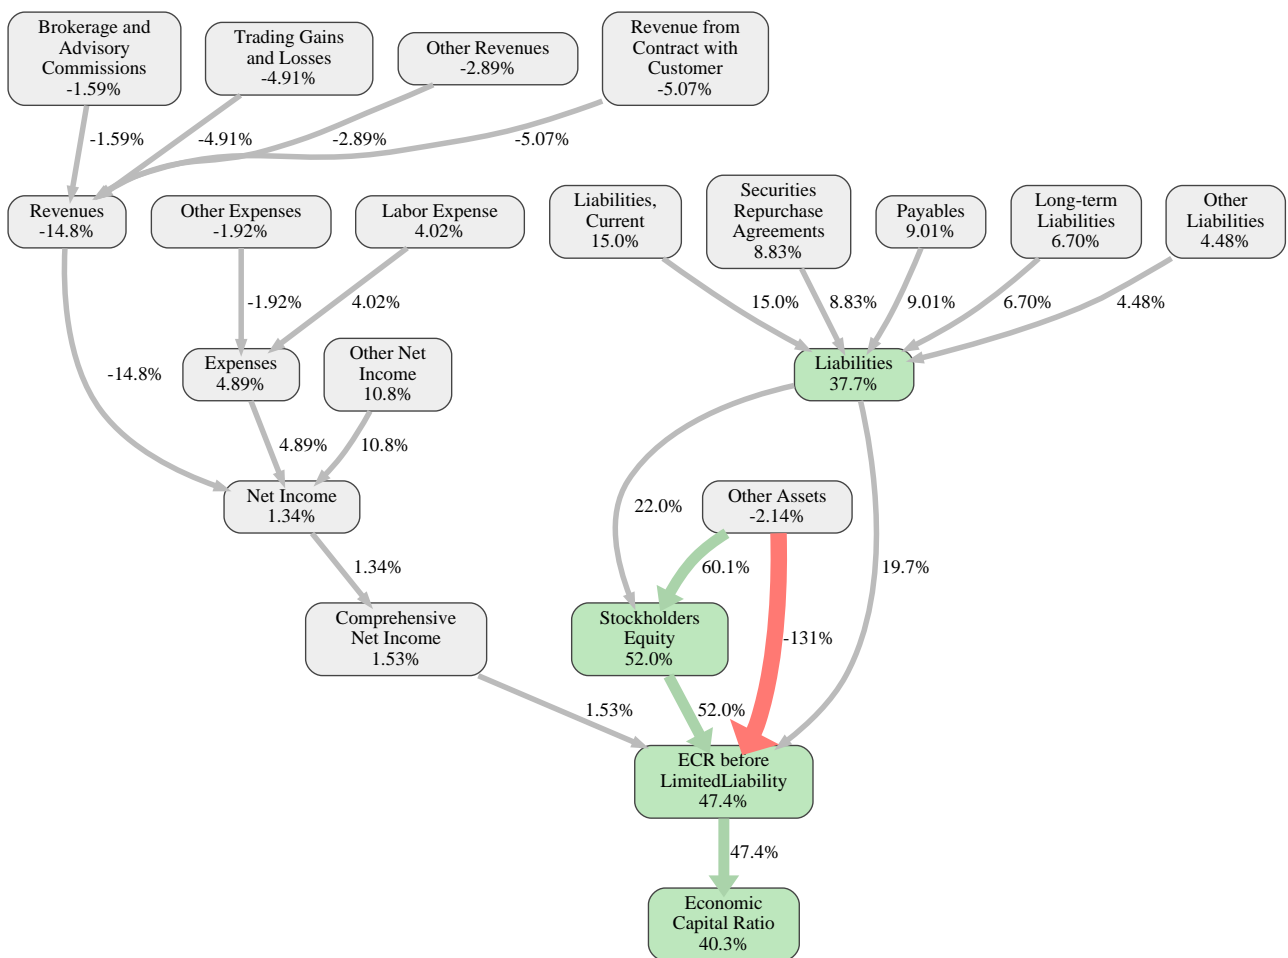 Brokerage and
Advisory
Commissions
-1.59%
Trading Gains
and Losses
-4.91%
Other Revenues
-2.89%
Revenue from
Contract with
Customer
-5.07%
-1.59%
-4.91%
-2.89%
-5.07%
Revenues
-14.8%
Other Expenses
-1.92%
Labor Expense
4.02%
Liabilities,
Current
15.0%
Securities
Repurchase
Agreements
8.83%
Payables
9.01%
Long-term
Liabilities
6.70%
Other
Liabilities
4.48%
-1.92%
4.02%
15.0%
8.83%
9.01%
6.70%
4.48%
-14.8%
Expenses
4.89%
Other Net
Income
10.8%
Liabilities
37.7%
4.89%
10.8%
Net Income
1.34%
22.0%
Other Assets
-2.14%
1.34%
60.1%
19.7%
Comprehensive
Net Income
1.53%
Stockholders
Equity
52.0%
-131%
1.53%
52.0%
ECR before
LimitedLiability
47.4%
47.4%
Economic
Capital Ratio
40.3%